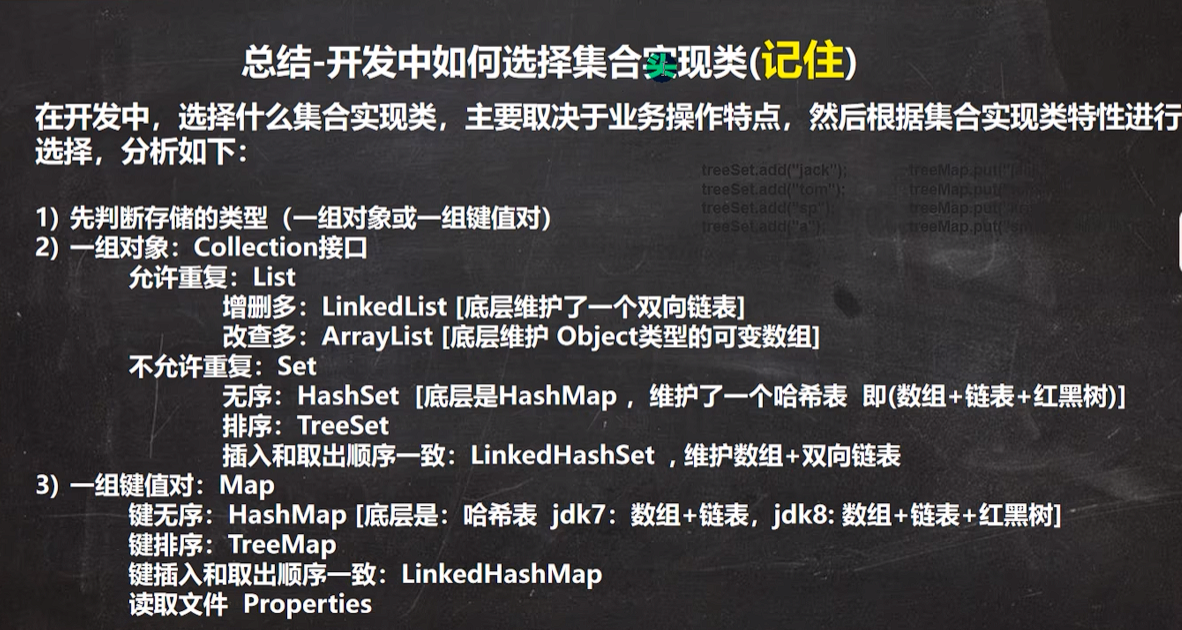 总结-开发中如何选择集合实现类(记住)
在开发中，选择什么集合实现类，主要取决于业务操作特点，然后根据集合实现类特性进行
选择，分析如下：
treeSet.add("jack");
treeSet.add("tom");
treeSet.add("sp");
treeSet.add("a");
treeMap.put("
treeMap.put("
treeMap.put("
treeMap.put("
1) 先判断存储的类型（一组对象或一组键值对）
2) 一组对象：Collection接口
允许重复：List
增删多：LinkedList [底层维护了一个双向链表]
改查多：ArrayList [底层维护 Object类型的可变数组]
不允许重复：Set
无序：HashSet [底层是HashMap ，维护了一个哈希表 即(数组+链表+红黑树)]
排序：TreeSet
插入和取出顺序一致：LinkedHashSet , 维护数组+双向链表
3) 一组键值对：Map
键无序：HashMap [底层是：哈希表 jdk7：数组+链表，jdk8: 数组+链表+红黑树]
键排序：TreeMap
键插入和取出顺序一致：LinkedHashMap
读取文件 Properties